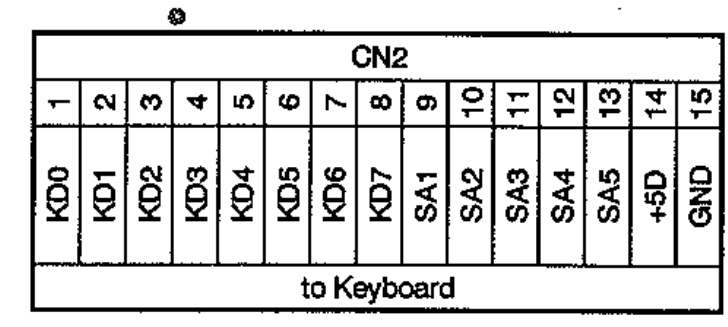 CN2
1 2 3 4 5 6 7 8 9 10 11 12 13 14 15
KD0 KD1 KD2 KD3 KD4 KD5 KD6 KD7 SA1 SA2 SA3 SA4 SA5 +5D GND
to Keyboard